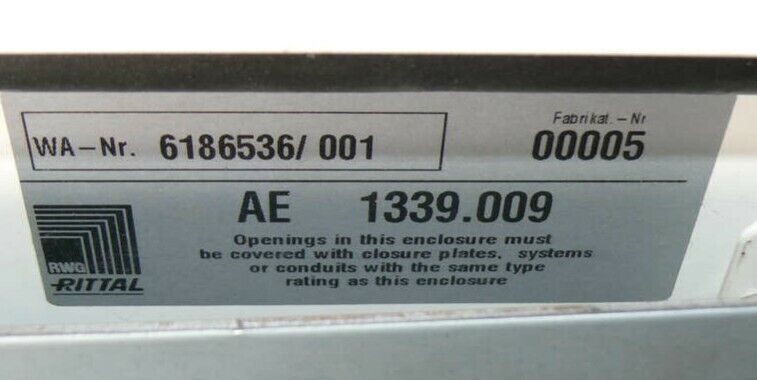 Fabrikat. – Nr
WA – Nr. 6186536/ 001 00005
AE 1339.009
Openings in this enclosure must
be covered with closure plates, systems
or conduits with the same type
rating as this enclosure
RWG
RITTAL